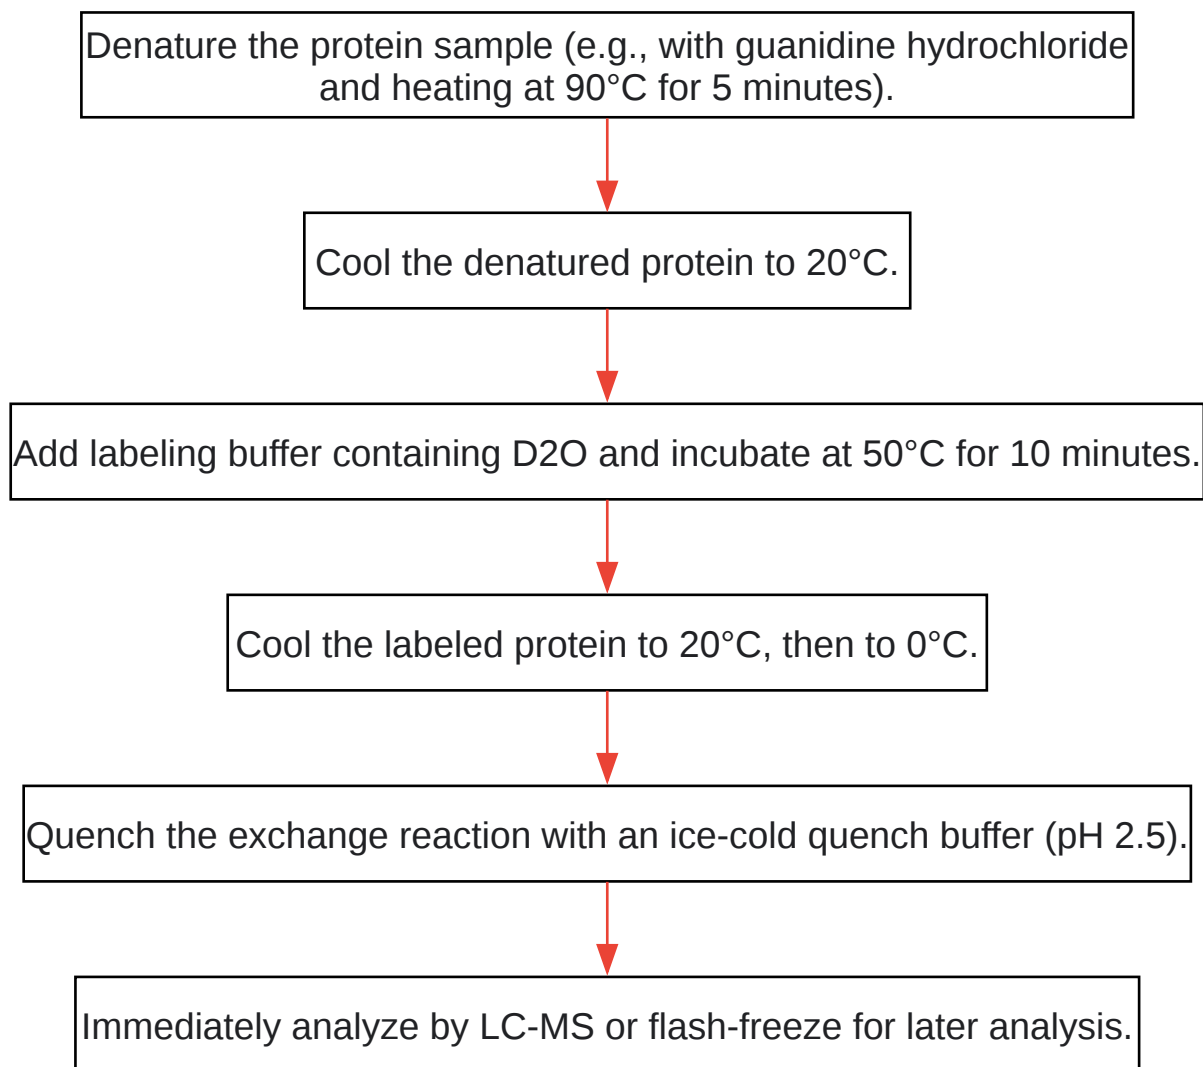 Denature the protein sample (e.g., with guanidine hydrochloride
and heating at 90°C for 5 minutes).
Cool the denatured protein to 20°C.
Add labeling buffer containing D2O and incubate at 50°C for 10 minutes.
Cool the labeled protein to 20°C, then to 0°C.
Quench the exchange reaction with an ice-cold quench buffer (pH 2.5).
Immediately analyze by LC-MS or flash-freeze for later analysis.